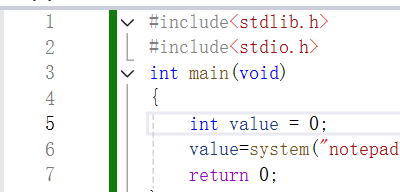 1 #include<stdlib.h>
2 #include<stdio.h>
3 int main(void)
4 {
5 int value = 0;
6 value=system("notepad
7 return 0;